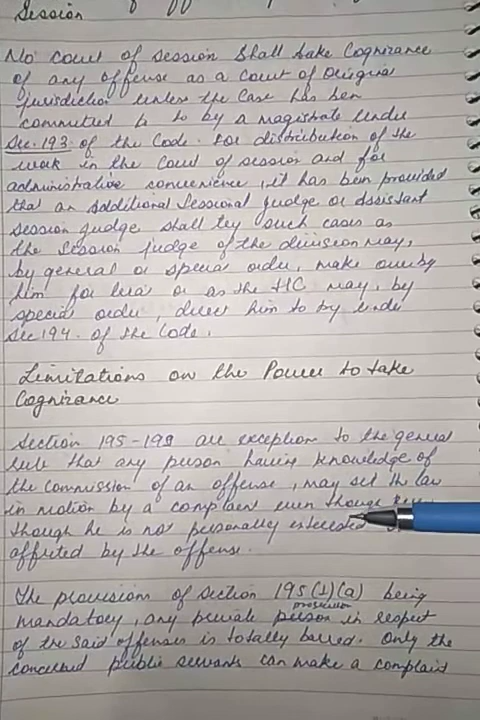 Session
No court of session shall take Cognizance
of any offense as a court of Original
jurisdiction unless the case has been
committed to to by a magistrate under
Sec. 193 of the Code. For distribution of the
work in the Court of session and for
administrative convenience, it has been provided
that an additional Sessional judge or assistant
session judge shall try such cases as
the session judge of the division may,
by general or special order, make over by
him for or as the HC may, by
special order, direct him to by under
Sec 194. of the Code.
Limitations on the Power to take
Cognizance
Section 195-199 are exception to the general
rule that any person having knowledge of
the commission of an offense, may set the law
in motion by a complaint even though
though he is not personally interested
affected by the offense.
The provisions of section 195(1)(a) being
mandatory, any private person prosecution in respect
of the said offenses is totally barred. Only the
concerned public servants can make a complaint